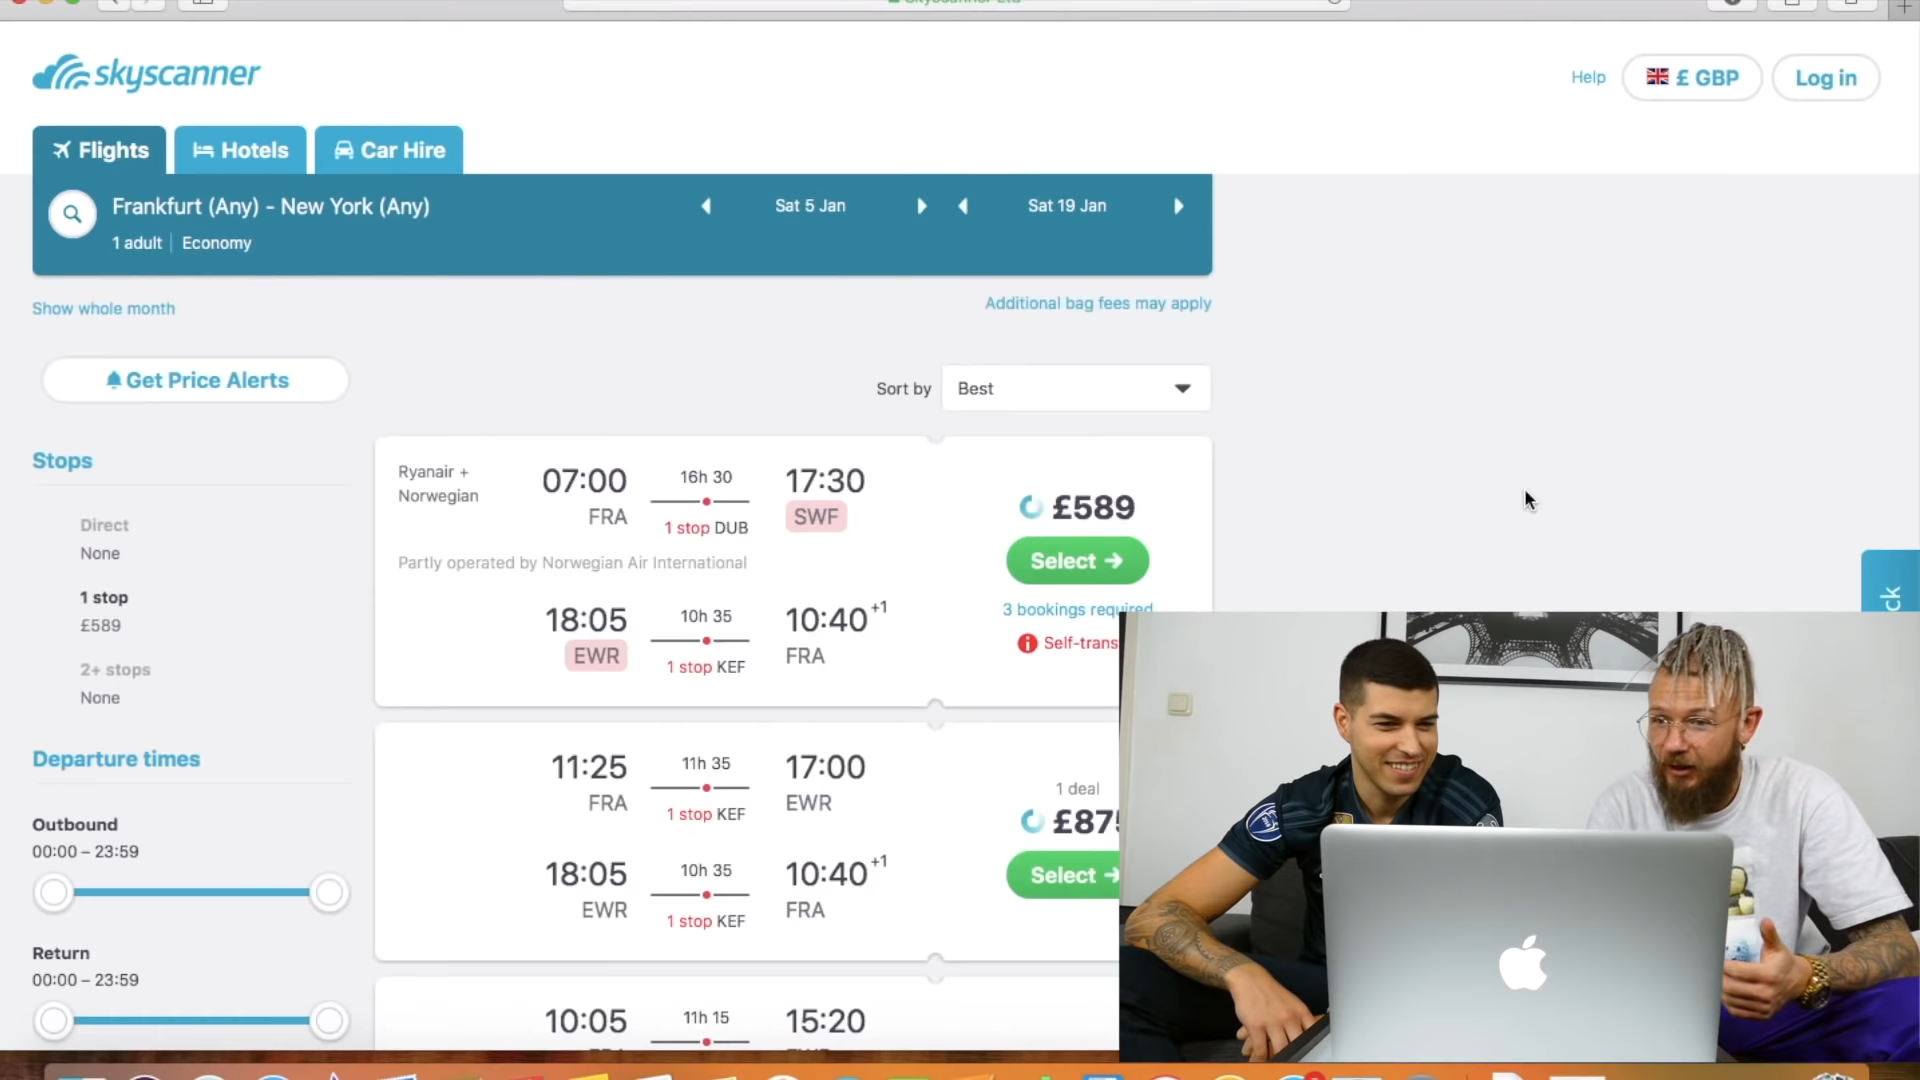 skyscanner
Help
£ GBP
Log in
Flights
Hotels
Car Hire
Frankfurt (Any) - New York (Any)
Sat 5 Jan
Sat 19 Jan
1 adult
Economy
Show whole month
Additional bag fees may apply
Get Price Alerts
Sort by
Best
Stops
Direct
None
1 stop
£589
2+ stops
None
Departure times
Outbound
00:00 – 23:59
Return
00:00 – 23:59
Ryanair +
Norwegian
07:00
FRA
16h 30
1 stop DUB
17:30
SWF
Partly operated by Norwegian Air International
18:05
EWR
10h 35
1 stop KEF
10:40 +1
FRA
£589
Select
3 bookings required
Self-trans
11:25
FRA
11h 35
1 stop KEF
17:00
EWR
18:05
EWR
10h 35
1 stop KEF
10:40 +1
FRA
1 deal
£875
Select
10:05
11h 15
15:20
ck